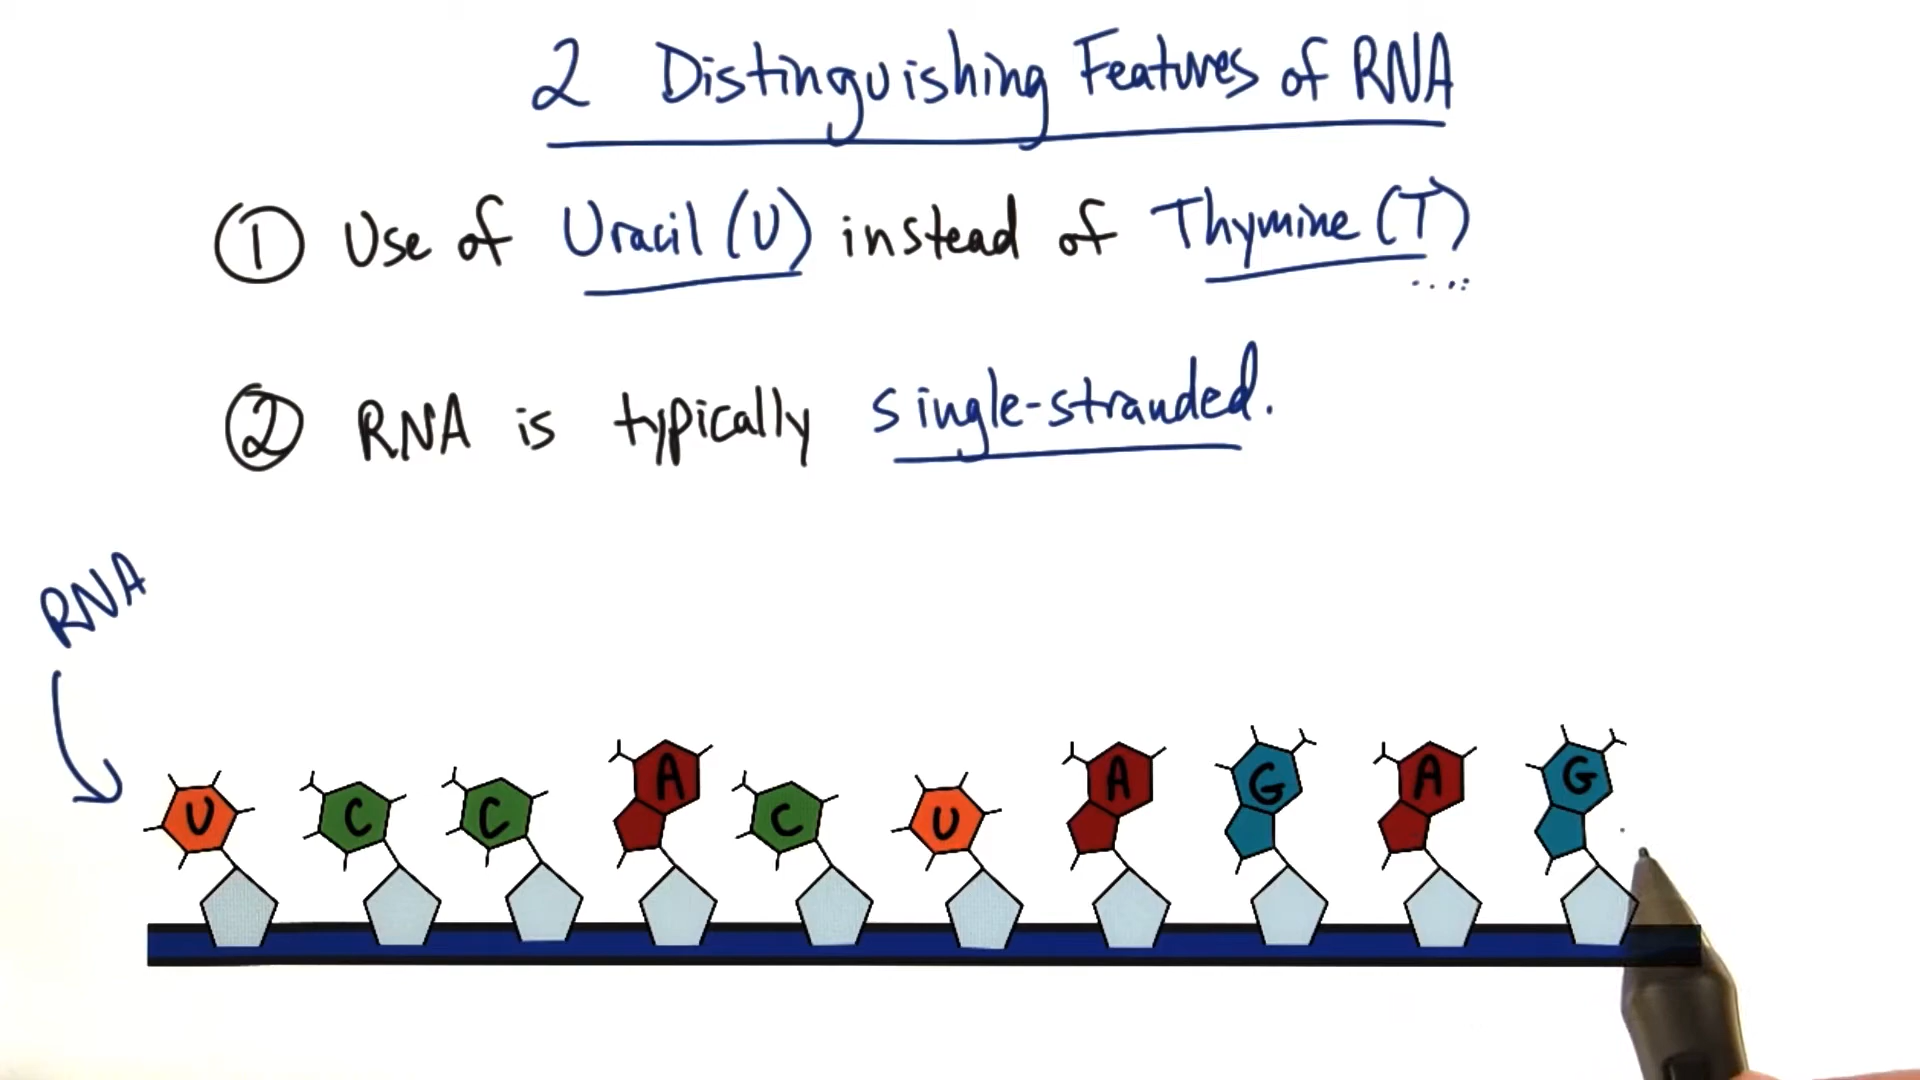 2 Distinguishing Features of RNA
① Use of Uracil (U) instead of Thymine (T)
② RNA is typically single-stranded.
RNA
U C C A C U A G A G